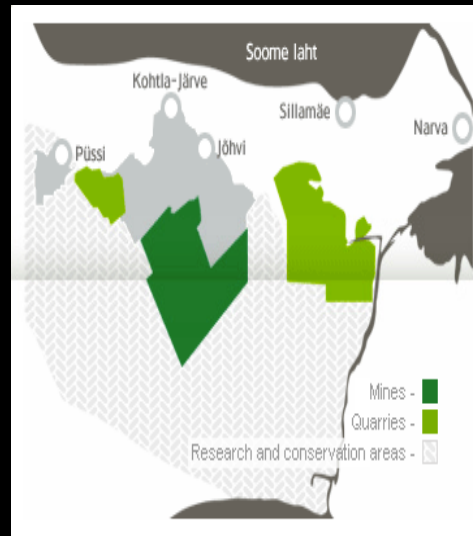 Soome laht
Kohtla-Järve
Sillamäe
Narva
Püssi
Jõhvi
Mines -
Quarries -
Research and conservation areas -